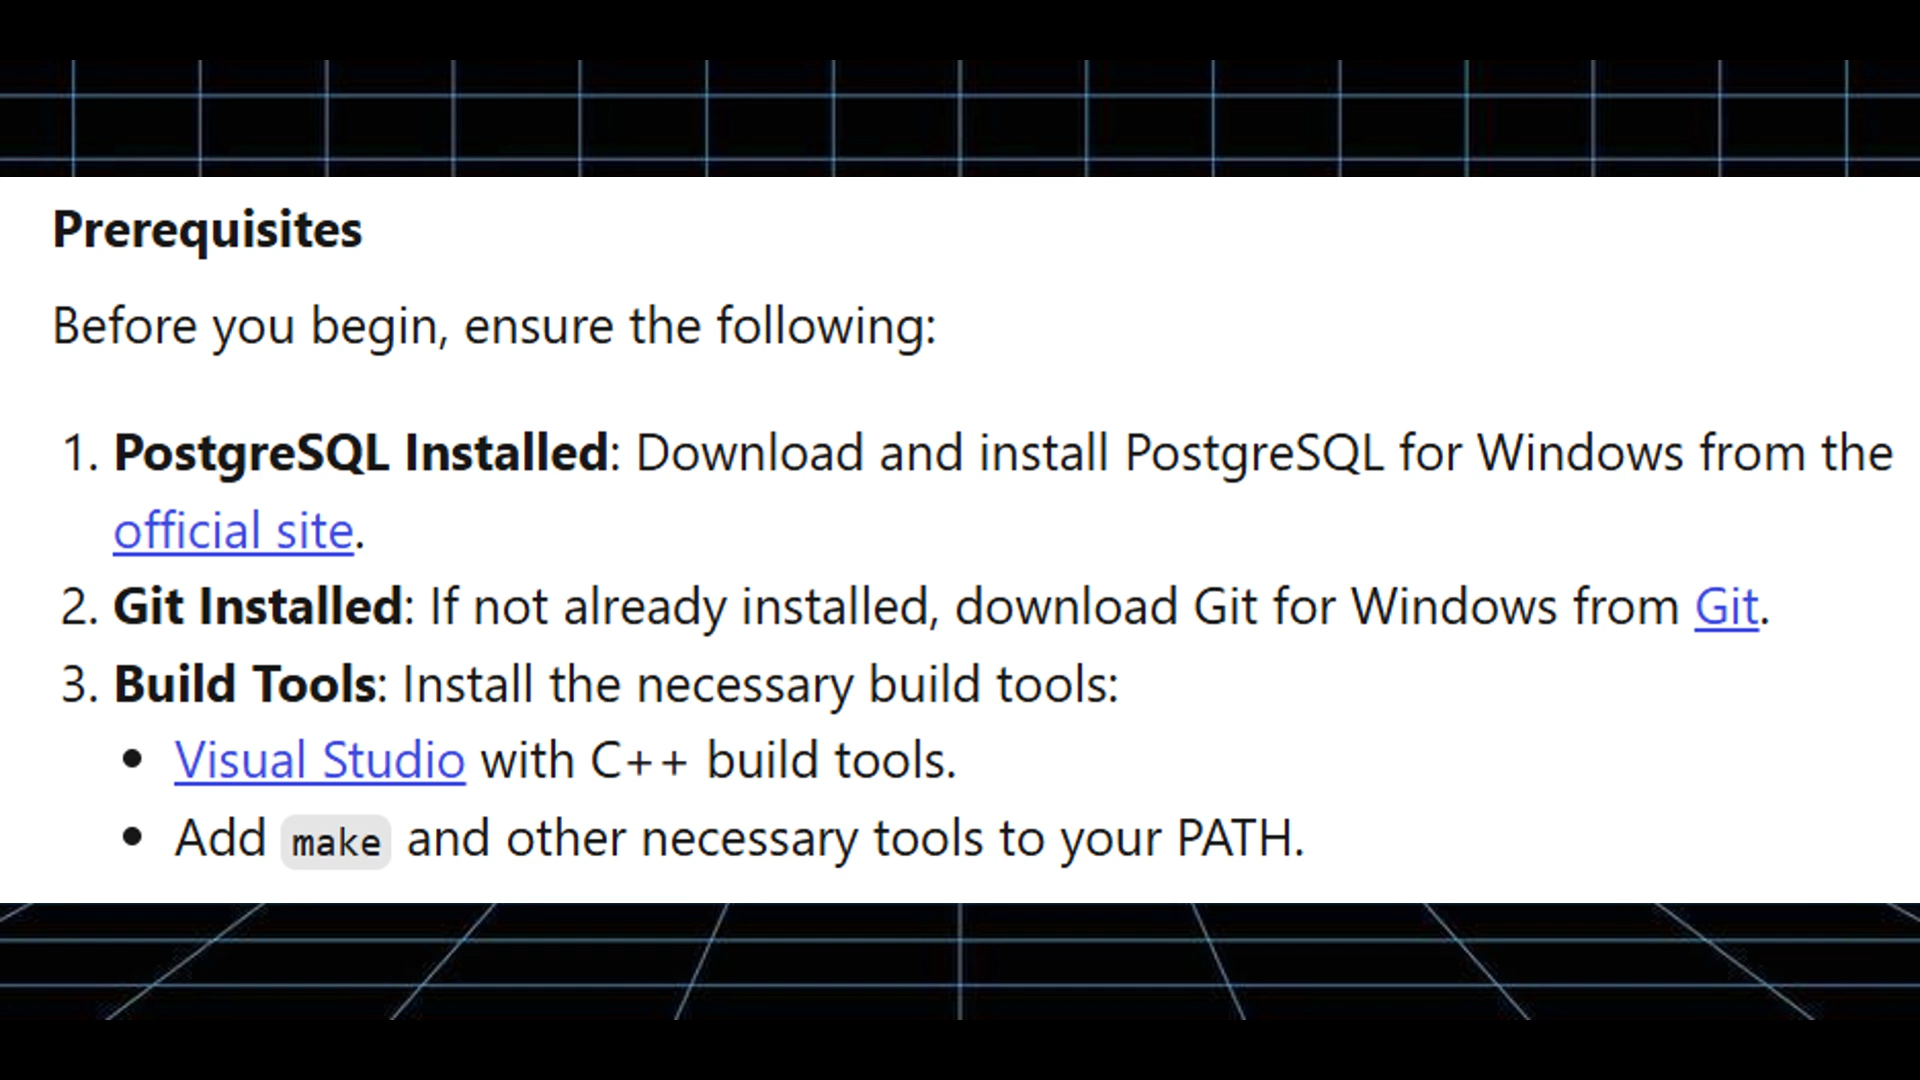 Prerequisites
Before you begin, ensure the following:
1. PostgreSQL Installed: Download and install PostgreSQL for Windows from the
official site.
2. Git Installed: If not already installed, download Git for Windows from Git.
3. Build Tools: Install the necessary build tools:
• Visual Studio with C++ build tools.
• Add make and other necessary tools to your PATH.